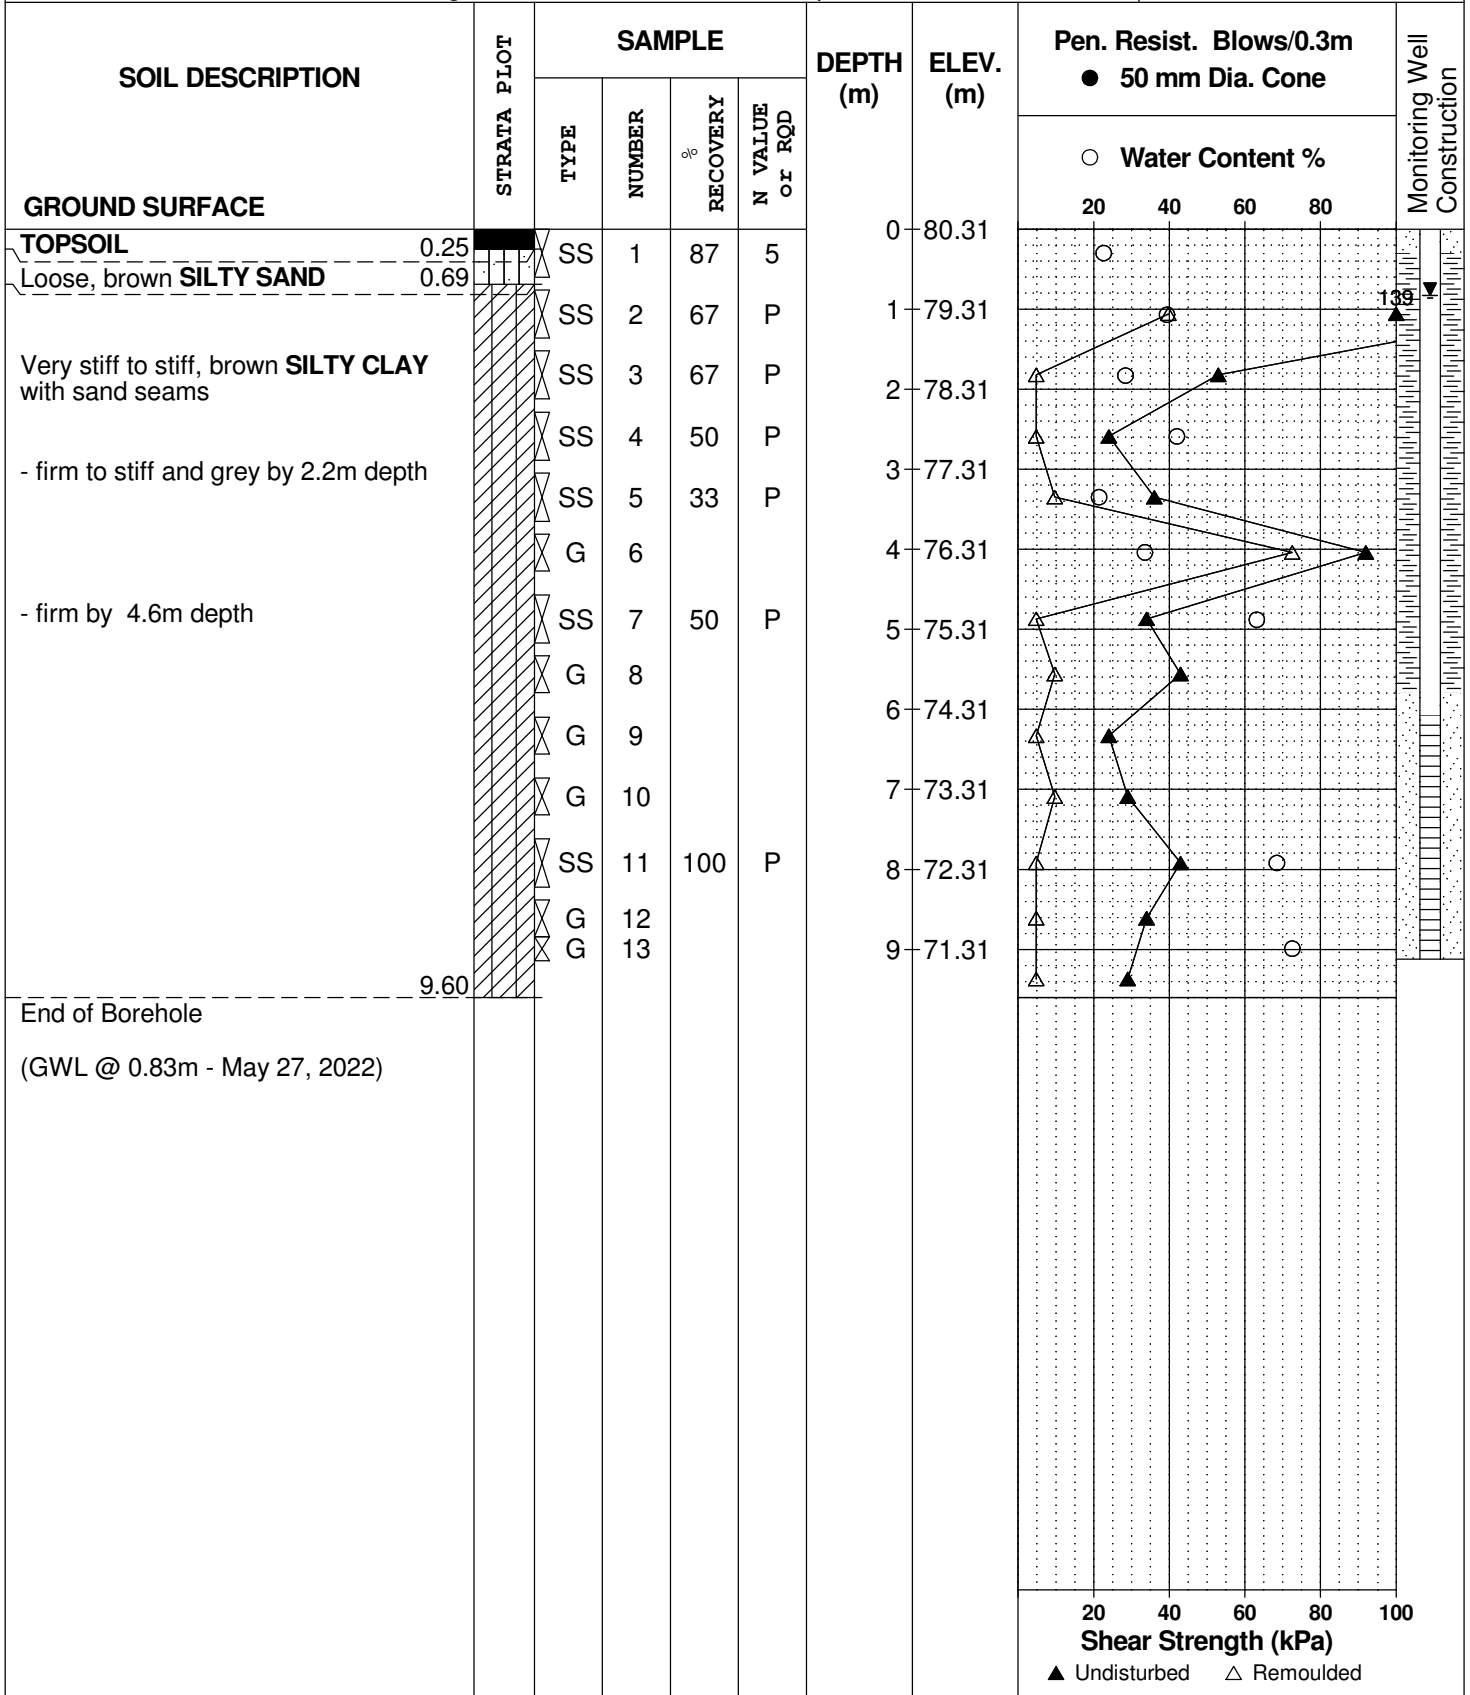 SOIL DESCRIPTION
GROUND SURFACE
STRATA PLOT
SAMPLE
TYPE
NUMBER
% RECOVERY
N VALUE or RQD
DEPTH (m)
ELEV. (m)
Pen. Resist. Blows/0.3m
● 50 mm Dia. Cone
○ Water Content %
20 40 60 80
Monitoring Well Construction
TOPSOIL 0.25
Loose, brown SILTY SAND 0.69
Very stiff to stiff, brown SILTY CLAY
with sand seams
- firm to stiff and grey by 2.2m depth
- firm by 4.6m depth
9.60
End of Borehole
(GWL @ 0.83m - May 27, 2022)
SS 1 87 5
SS 2 67 P
SS 3 67 P
SS 4 50 P
SS 5 33 P
G 6
SS 7 50 P
G 8
G 9
G 10
SS 11 100 P
G 12
G 13
0 80.31
1 79.31
2 78.31
3 77.31
4 76.31
5 75.31
6 74.31
7 73.31
8 72.31
9 71.31
139
20 40 60 80 100
Shear Strength (kPa)
▲ Undisturbed △ Remoulded